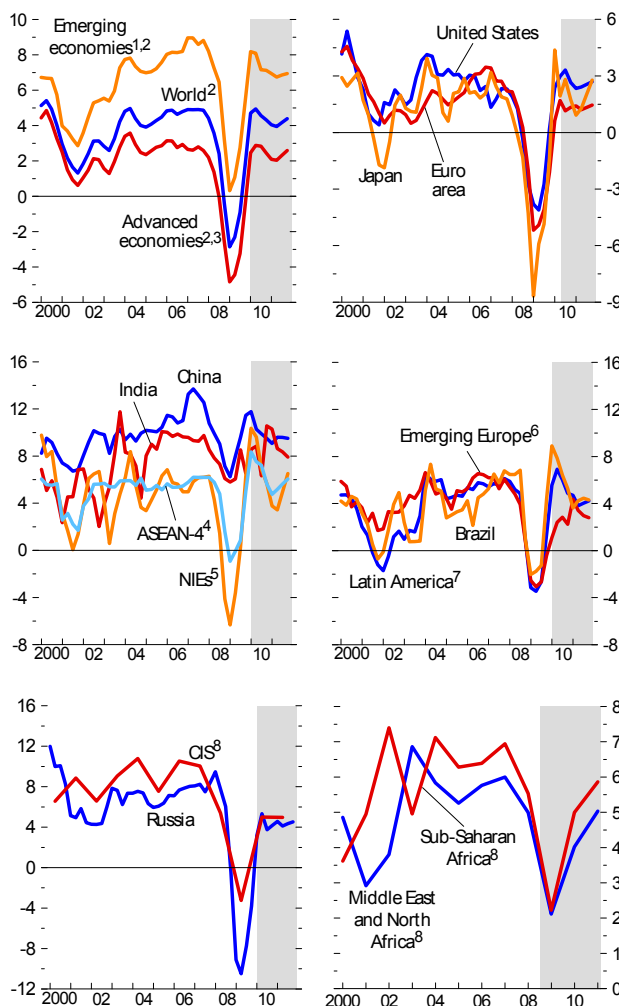 10
8
6
4
2
0
-2
-4
-6
Emerging
economies1,2
World2
Advanced
economies2,3
2000 02 04 06 08 10
6
3
0
-3
-6
-9
United States
Japan
Euro
area
2000 02 04 06 08 10
16
12
8
4
0
-4
-8
China
India
ASEAN-44
NIEs5
2000 02 04 06 08 10
16
12
8
4
0
-4
-8
Emerging Europe6
Brazil
Latin America7
2000 02 04 06 08 10
16
12
8
4
0
-4
-8
-12
CIS8
Russia
2000 02 04 06 08 10
8
7
6
5
4
3
2
1
0
Sub-Saharan
Africa8
Middle East
and North
Africa8
2000 02 04 06 08 10